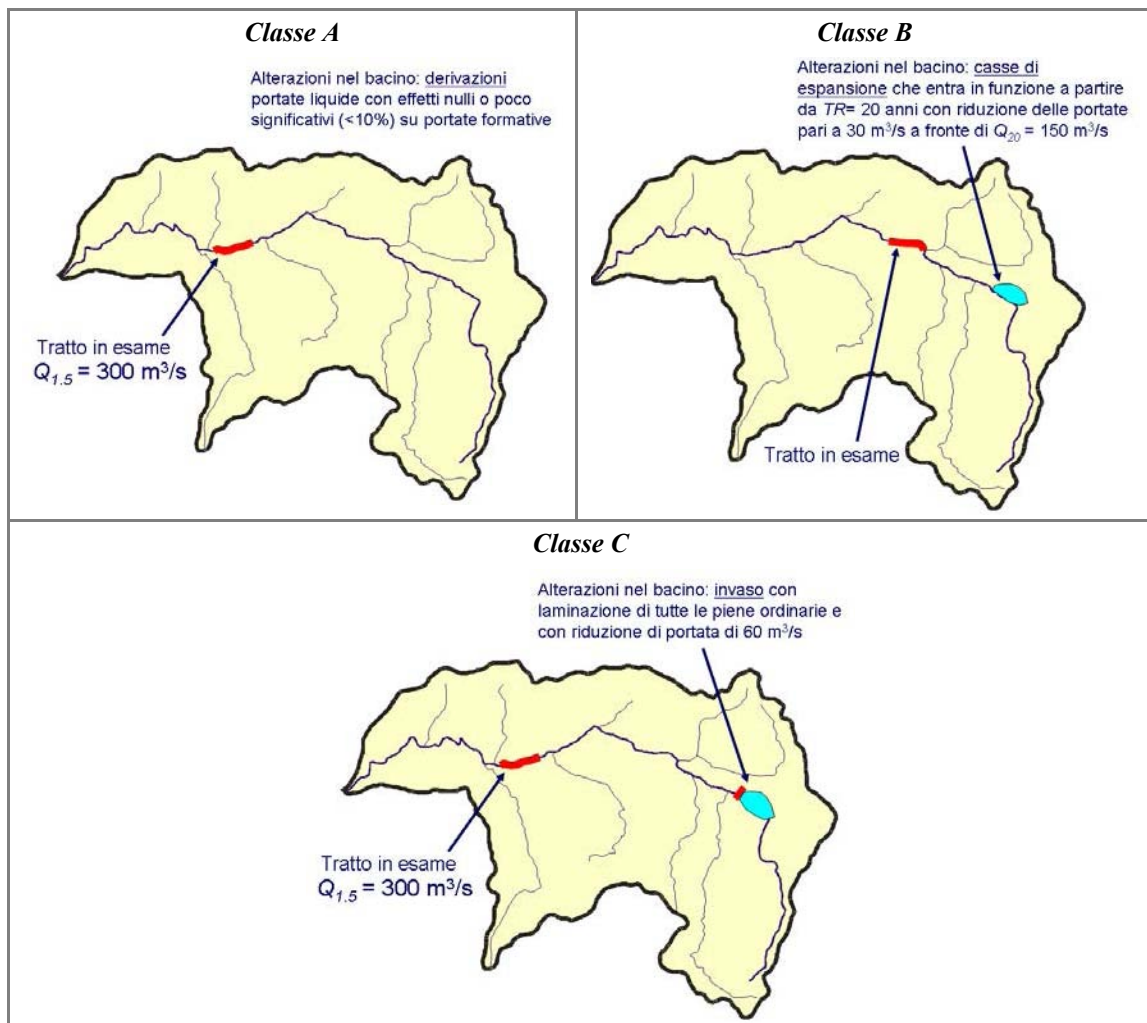 Classe A
Alterazioni nel bacino: derivazioni
portate liquide con effetti nulli o poco
significativi (<10%) su portate formative
Tratto in esame
Q1.5 = 300 m³/s
Classe B
Alterazioni nel bacino: casse di
espansione che entra in funzione a partire
da TR= 20 anni con riduzione delle portate
pari a 30 m³/s a fronte di Q20 = 150 m³/s
Tratto in esame
Classe C
Alterazioni nel bacino: invaso con
laminazione di tutte le piene ordinarie e
con riduzione di portata di 60 m³/s
Tratto in esame
Q1.5 = 300 m³/s